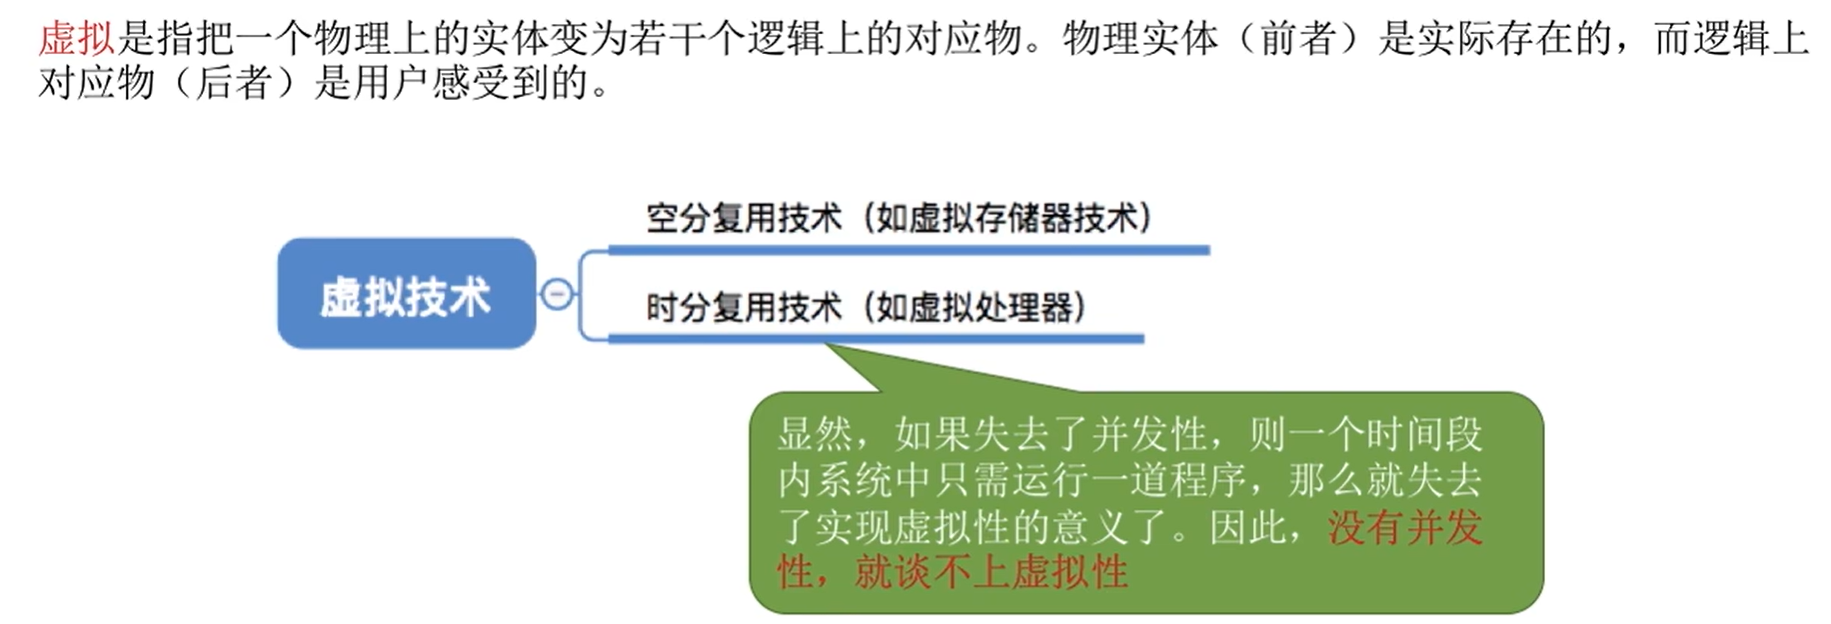 虚拟是指把一个物理上的实体变为若干个逻辑上的对应物。物理实体（前者）是实际存在的，而逻辑上
对应物（后者）是用户感受到的。
空分复用技术（如虚拟存储器技术）
虚拟技术
时分复用技术（如虚拟处理器）
显然，如果失去了并发性，则一个时间段
内系统中只需运行一道程序，那么就失去
了实现虚拟性的意义了。因此，没有并发
性，就谈不上虚拟性